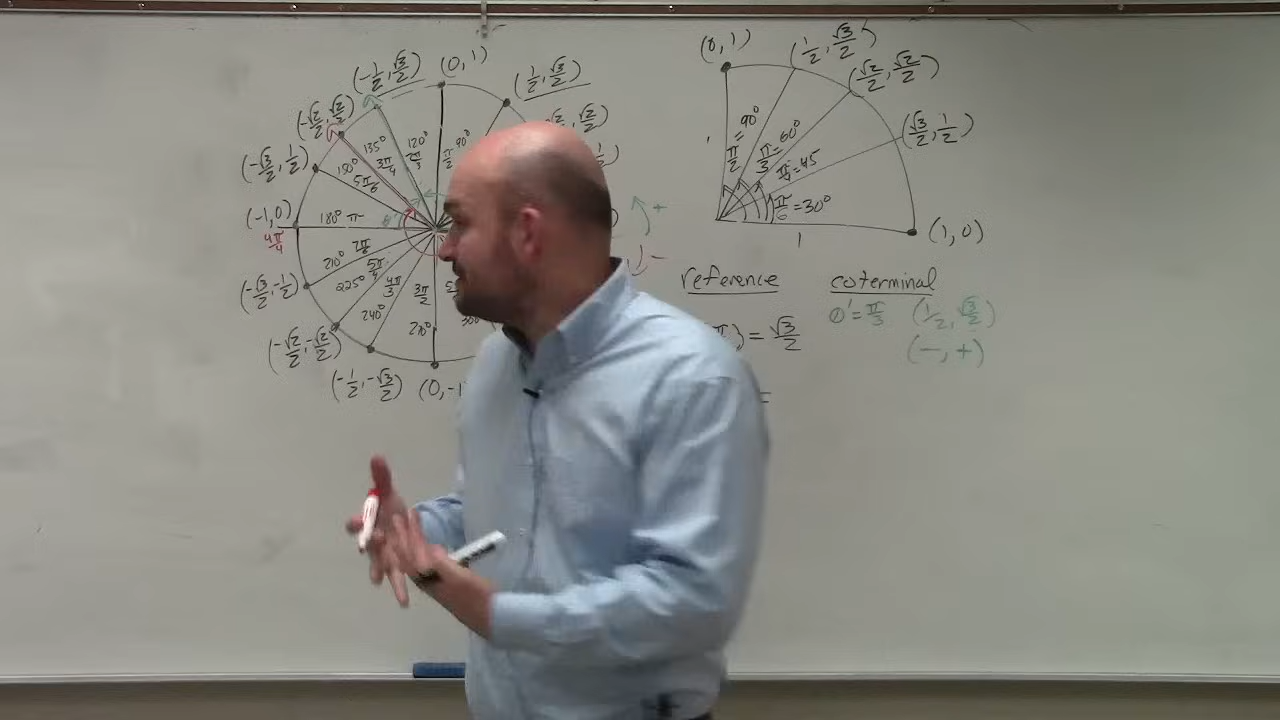 (0, 1)
(-1/2, √3/2)
(1/2, √3/2)
(-√2/2, √2/2)
(-√3/2, 1/2)
(-1, 0)
4π/4
(-√3/2, -1/2)
(-√2/2, -√2/2)
(-1/2, -√3/2)
(0, -1
90° π/2
120° 2π/3
135° 3π/4
150° 5π/6
180° π
210°
225° 5π/4
240° 4π/3
270° 3π/2
+
-
(0, 1)
(1/2, √3/2)
(√2/2, √2/2)
(√3/2, 1/2)
(1, 0)
π/2 = 90°
π/3 = 60°
π/4 = 45
π/6 = 30°
1
reference
coterminal
) = √3/2
θ' = π/3 (1/2, √3/2)
(-, +)
=